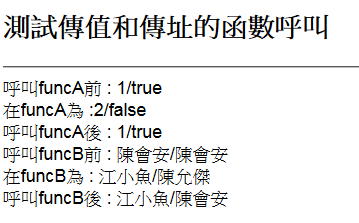 測試傳值和傳址的函數呼叫
呼叫funcA前 : 1/true
在funcA為 :2/false
呼叫funcA後 : 1/true
呼叫funcB前 : 陳會安/陳會安
在funcB為 : 江小魚/陳允傑
呼叫funcB後 : 江小魚/陳會安